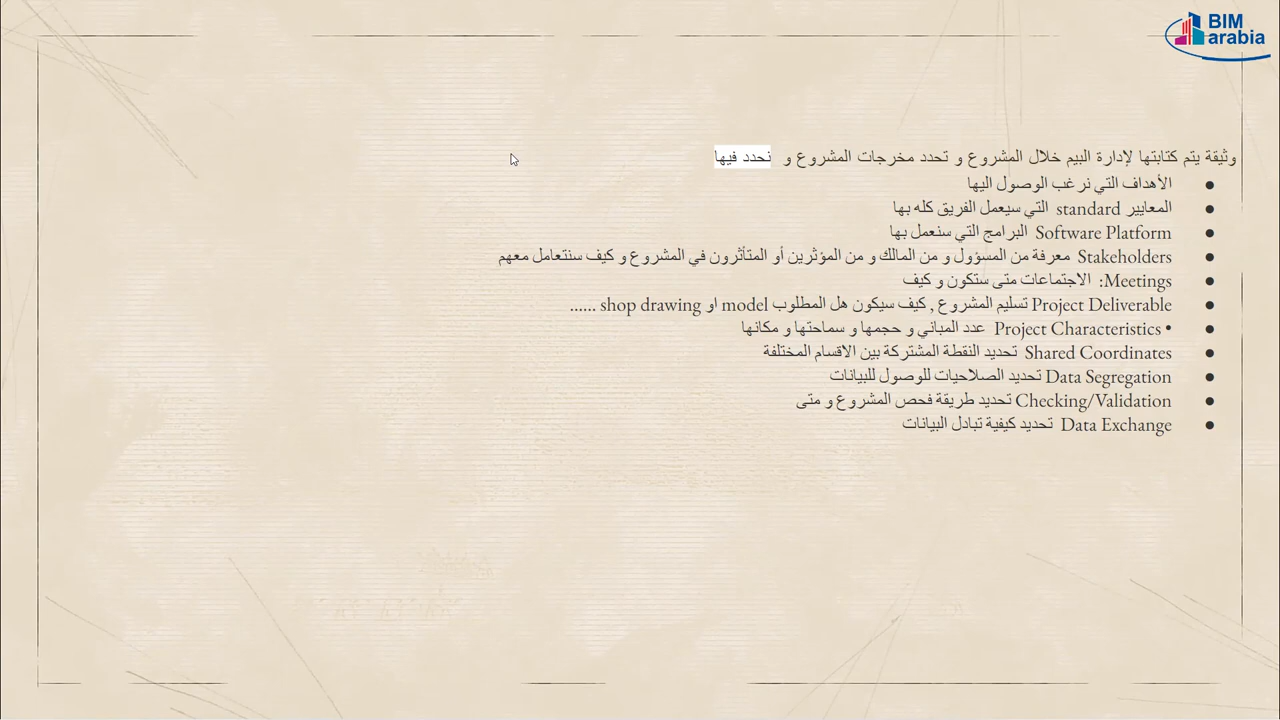 BIM
arabia
وثيقة يتم كتابتها لإدارة البيم خلال المشروع و تحدد مخرجات المشروع و نحدد فيها
● الأهداف التي نرغب الوصول اليها
● المعايير standard التي سيعمل الفريق كله بها
● Software Platform البرامج التي سنعمل بها
● Stakeholders معرفة من المسؤول و من المالك و من المؤثرين أو المتأثرون في المشروع و كيف سنتعامل معهم
● Meetings: الاجتماعات متى ستكون و كيف
● Project Deliverable تسليم المشروع , كيف سيكون هل المطلوب model او shop drawing ......
● • Project Characteristics عدد المباني و حجمها و سماحتها و مكانها
● Shared Coordinates تحديد النقطة المشتركة بين الاقسام المختلفة
● Data Segregation تحديد الصلاحيات للوصول للبيانات
● Checking/Validation تحديد طريقة فحص المشروع و متى
● Data Exchange تحديد كيفية تبادل البيانات